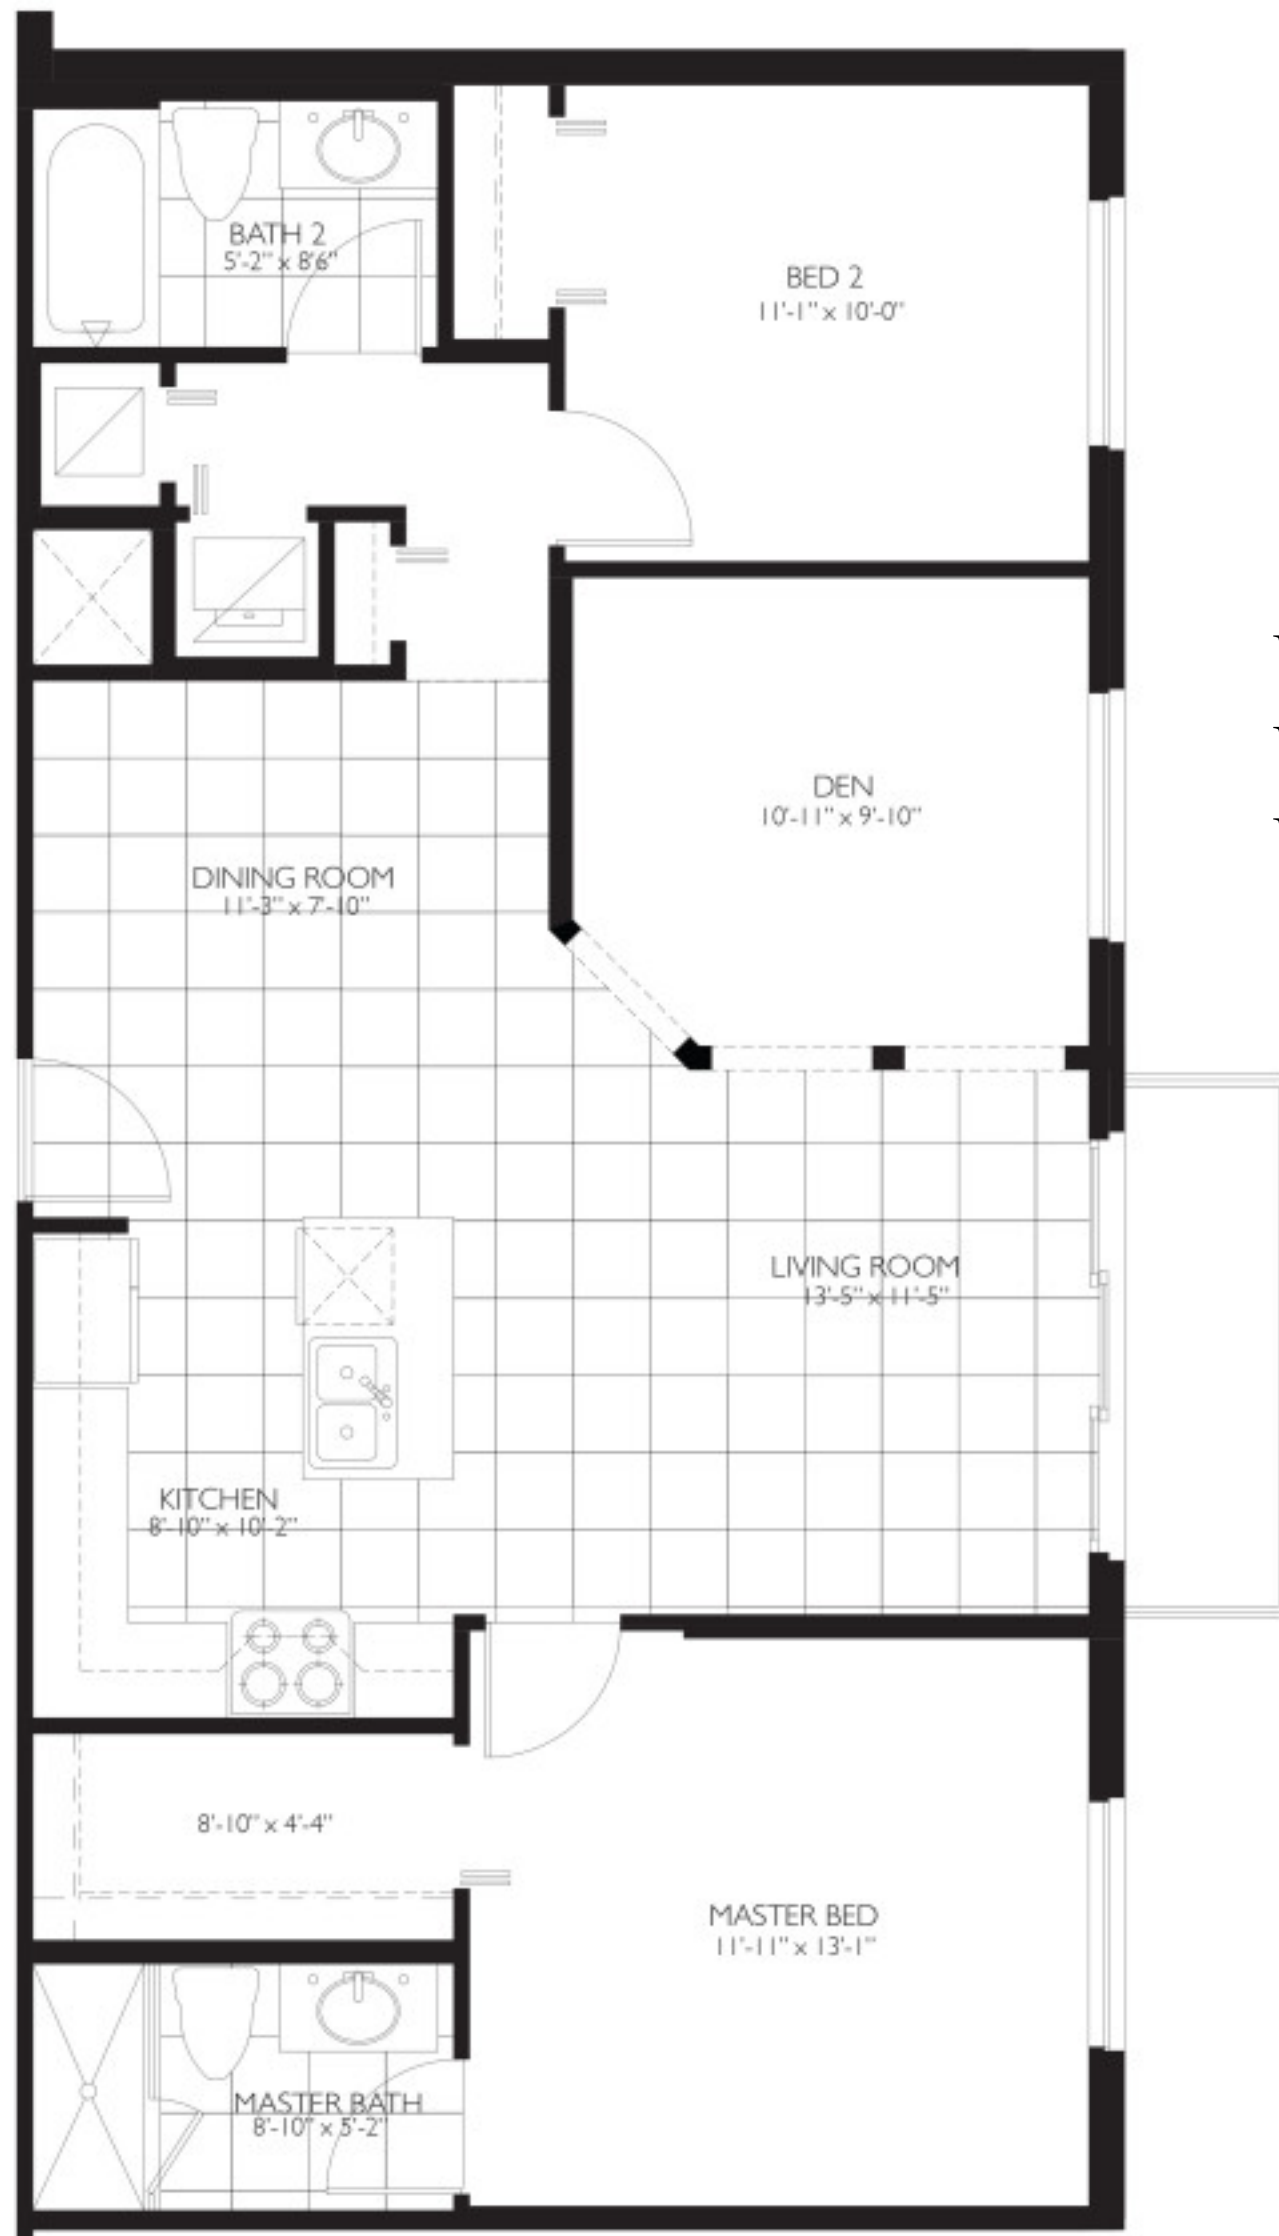 BATH 2
5'-2" x 8'6"
BED 2
11'-1" x 10'-0"
DEN
10'-11" x 9'-10"
DINING ROOM
11'-3" x 7'-10"
LIVING ROOM
13'-5" x 11'-5"
KITCHEN
8'-10" x 10'-2"
8'-10" x 4'-4"
MASTER BED
11'-11" x 13'-1"
MASTER BATH
8'-10" x 5'-2"